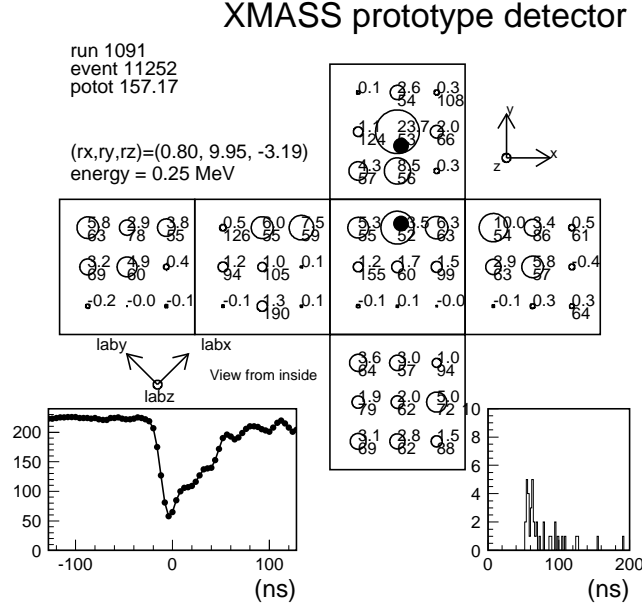 XMASS prototype detector
run 1091
event 11252
potot 157.17
(rx,ry,rz)=(0.80, 9.95, -3.19)
energy = 0.25 MeV
0.1 2.6 0.3
54 108
1.1 23.7 2.0
124 53 66
4.3 8.5 0.3
57 56
y
x
z
5.8 2.9 3.8 0.5 6.0 7.5 5.3 6.3 10.0 3.4 0.5
63 78 55 126 55 59 55 52 63 54 86 61
3.2 4.9 0.4 1.2 1.0 0.1 1.2 1.7 1.5 2.9 5.8 -0.4
69 60 94 105 155 60 99 63 57
-0.2 -0.0 -0.1 -0.1 1.3 0.1 -0.1 0.1 -0.0 -0.1 0.3 0.3
190 64
laby labx
labz
View from inside
3.6 3.0 1.0
64 57 94
1.9 2.0 5.0
79 62 72
3.1 2.8 1.5
69 62 88
200
150
100
50
0
-100 0 100
(ns)
10
8
6
4
2
0
0 100 200
(ns)